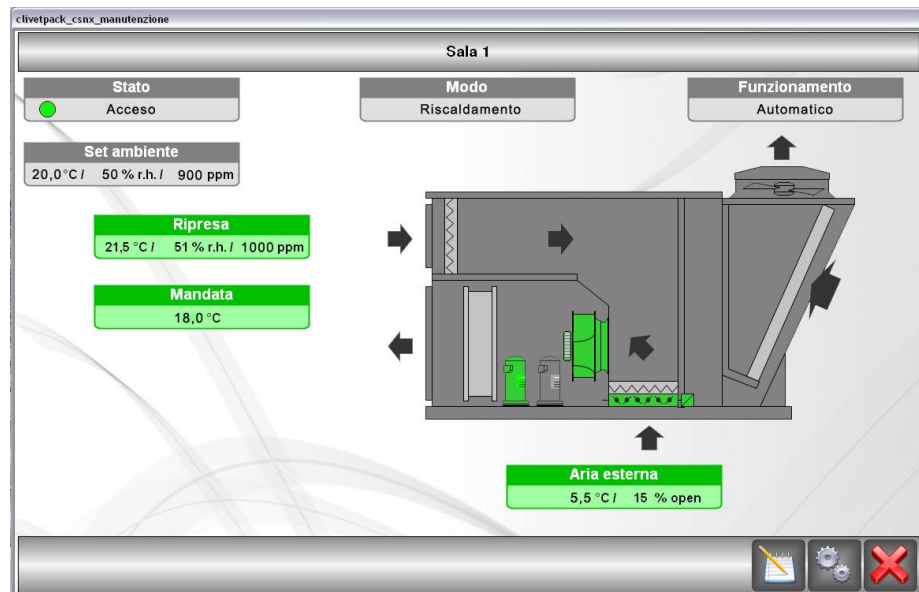 clivetpack_csnx_manutenzione
Sala 1
Stato
Acceso
Modo
Riscaldamento
Funzionamento
Automatico
Set ambiente
20,0°C / 50 % r.h. / 900 ppm
Ripresa
21,5 °C / 51 % r.h. / 1000 ppm
Mandata
18,0 °C
Aria esterna
5,5 °C / 15 % open